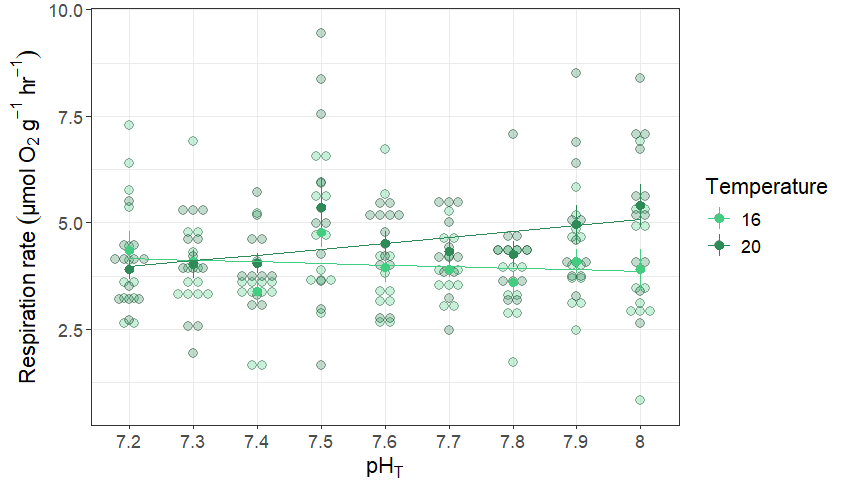 10.0
7.5
5.0
2.5
Respiration rate (μmol O₂ g⁻¹ hr⁻¹)
7.2 7.3 7.4 7.5 7.6 7.7 7.8 7.9 8
pH_T
Temperature
16
20